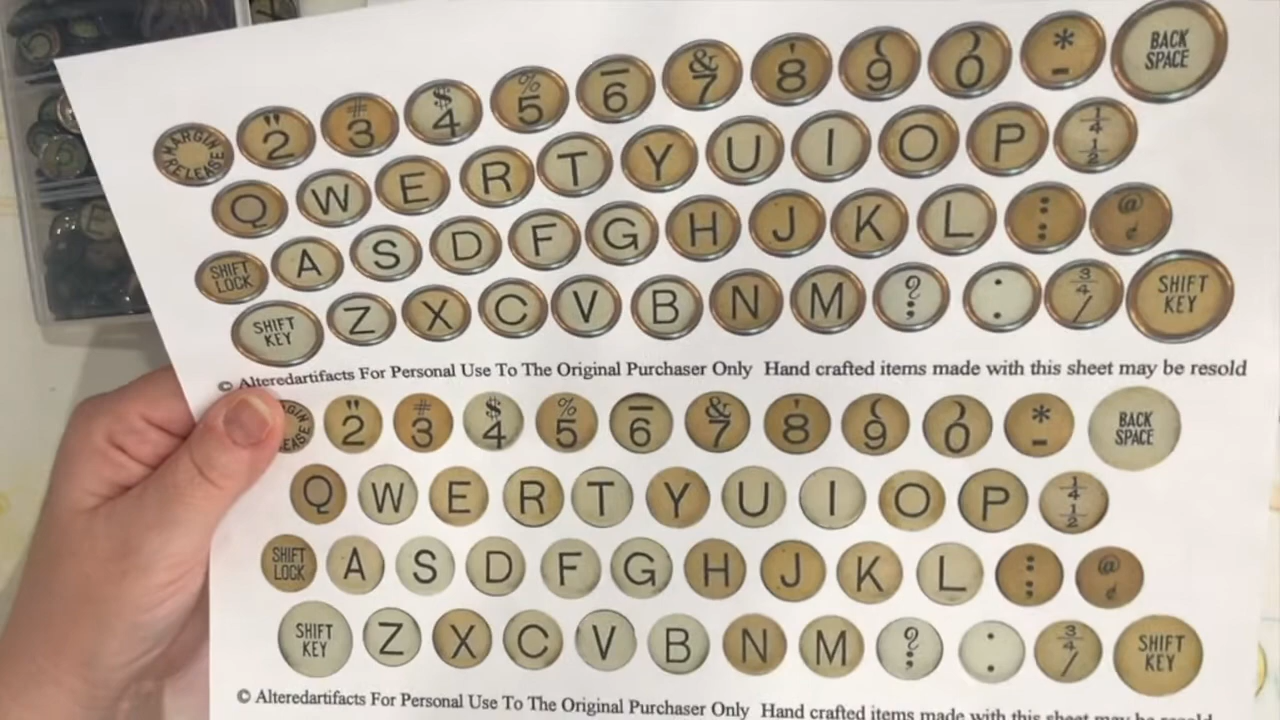 MARGIN RELEASE " 2 # 3 $ 4 % 5 _ 6 & 7 ' 8 ( 9 ) 0 * - BACK SPACE
Q W E R T Y U I O P 1/4 1/2
SHIFT LOCK A S D F G H J K L : ; @ ¢
SHIFT KEY Z X C V B N M ? ; . . 3/4 / SHIFT KEY
© Alteredartifacts For Personal Use To The Original Purchaser Only Hand crafted items made with this sheet may be resold
" 2 # 3 $ 4 % 5 _ 6 & 7 ' 8 ( 9 ) 0 * - BACK SPACE
Q W E R T Y U I O P 1/4 1/2
SHIFT LOCK A S D F G H J K L : ; @ ¢
SHIFT KEY Z X C V B N M ? ; . . 3/4 / SHIFT KEY
© Alteredartifacts For Personal Use To The Original Purchaser Only Hand crafted items made with this sheet may be resold